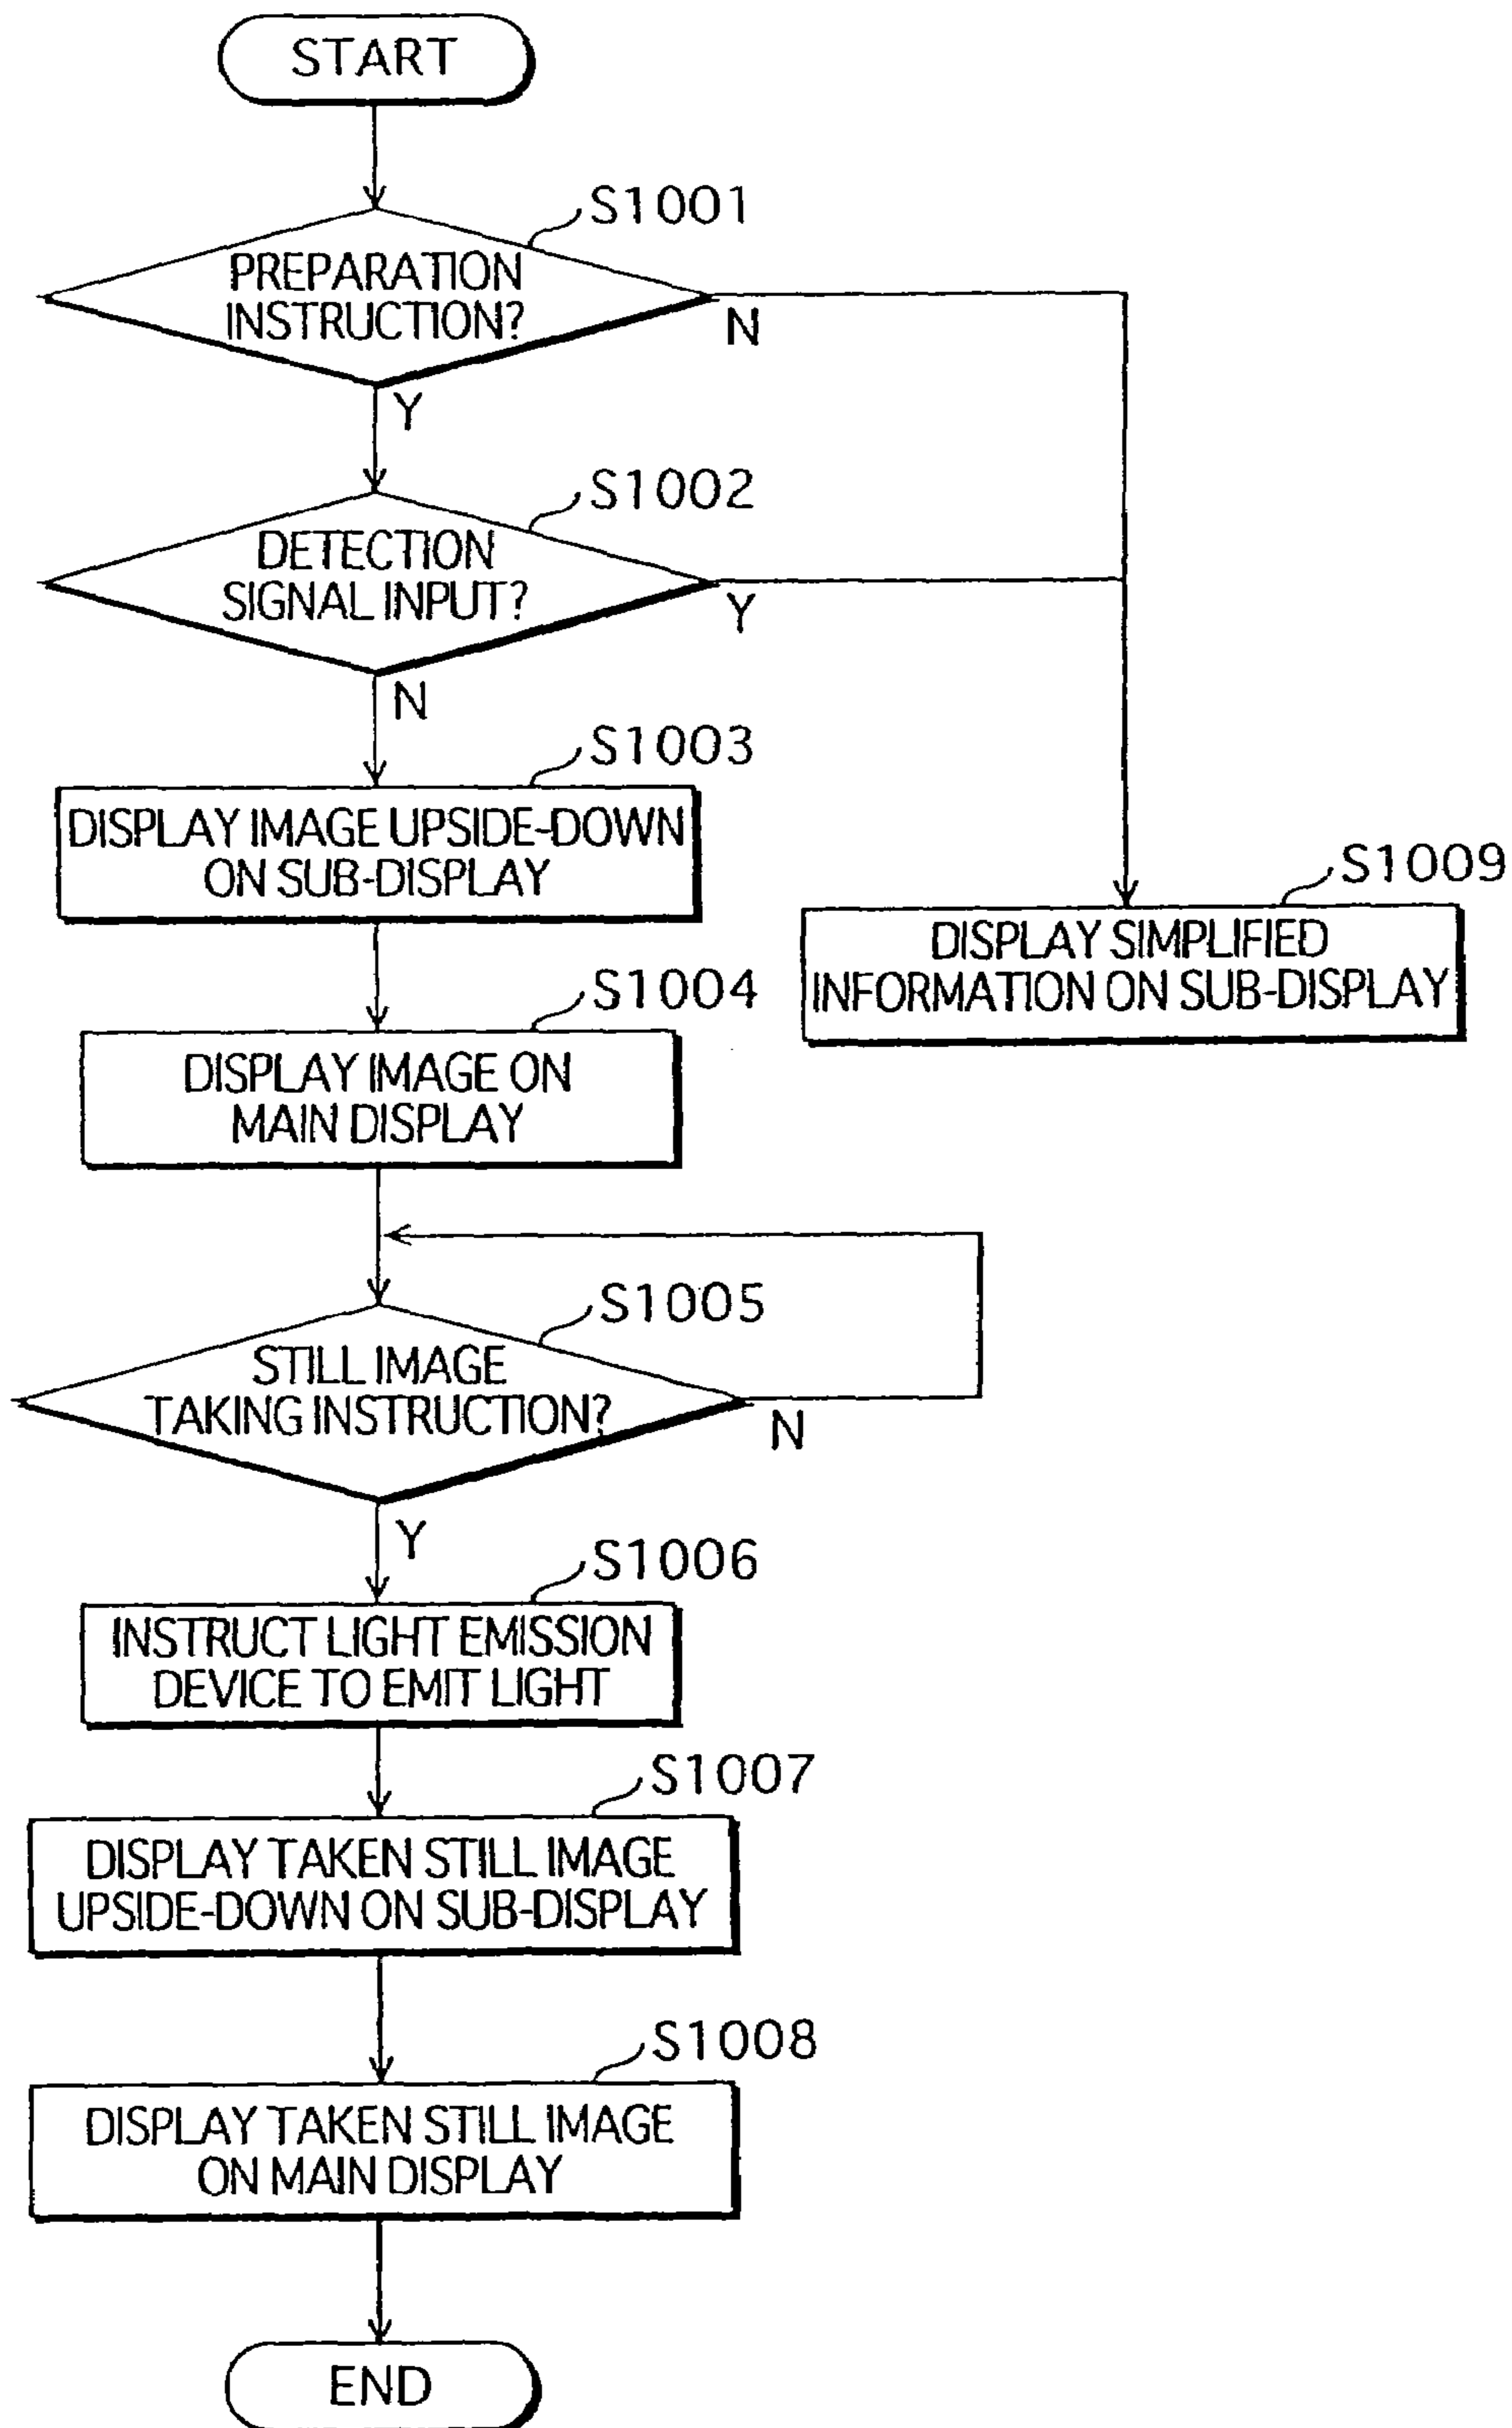 START
S1001
PREPARATION
INSTRUCTION?
N
Y
S1002
DETECTION
SIGNAL INPUT?
Y
N
S1003
DISPLAY IMAGE UPSIDE-DOWN
ON SUB-DISPLAY
S1009
DISPLAY SIMPLIFIED
INFORMATION ON SUB-DISPLAY
S1004
DISPLAY IMAGE ON
MAIN DISPLAY
S1005
STILL IMAGE
TAKING INSTRUCTION?
N
Y
S1006
INSTRUCT LIGHT EMISSION
DEVICE TO EMIT LIGHT
S1007
DISPLAY TAKEN STILL IMAGE
UPSIDE-DOWN ON SUB-DISPLAY
S1008
DISPLAY TAKEN STILL IMAGE
ON MAIN DISPLAY
END